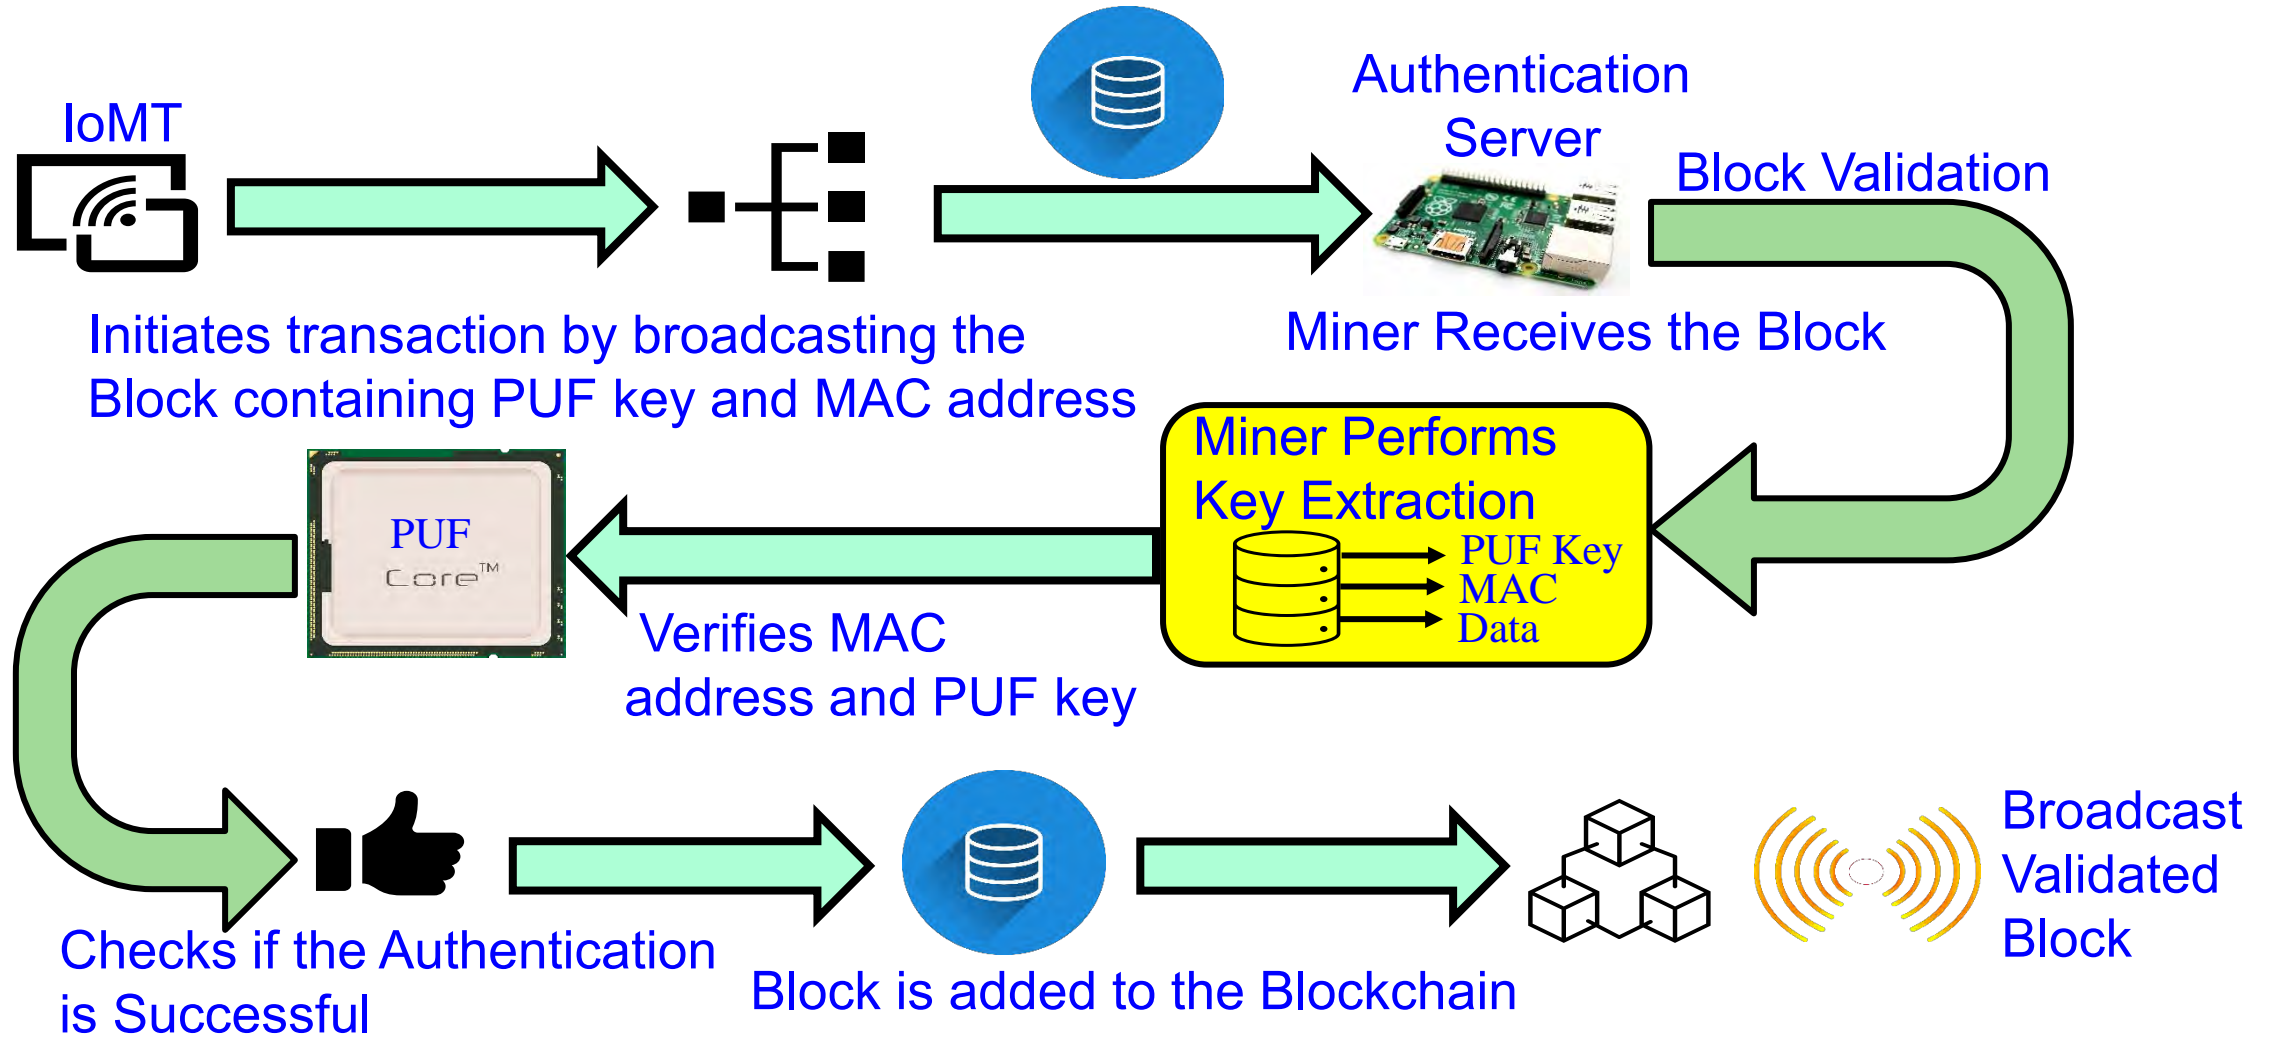 IoMT
Authentication
Server
Block Validation
Initiates transaction by broadcasting the
Block containing PUF key and MAC address
Miner Receives the Block
Miner Performs
Key Extraction
PUF Key
MAC
Data
PUF
Core™
Verifies MAC
address and PUF key
Checks if the Authentication
is Successful
Block is added to the Blockchain
Broadcast
Validated
Block